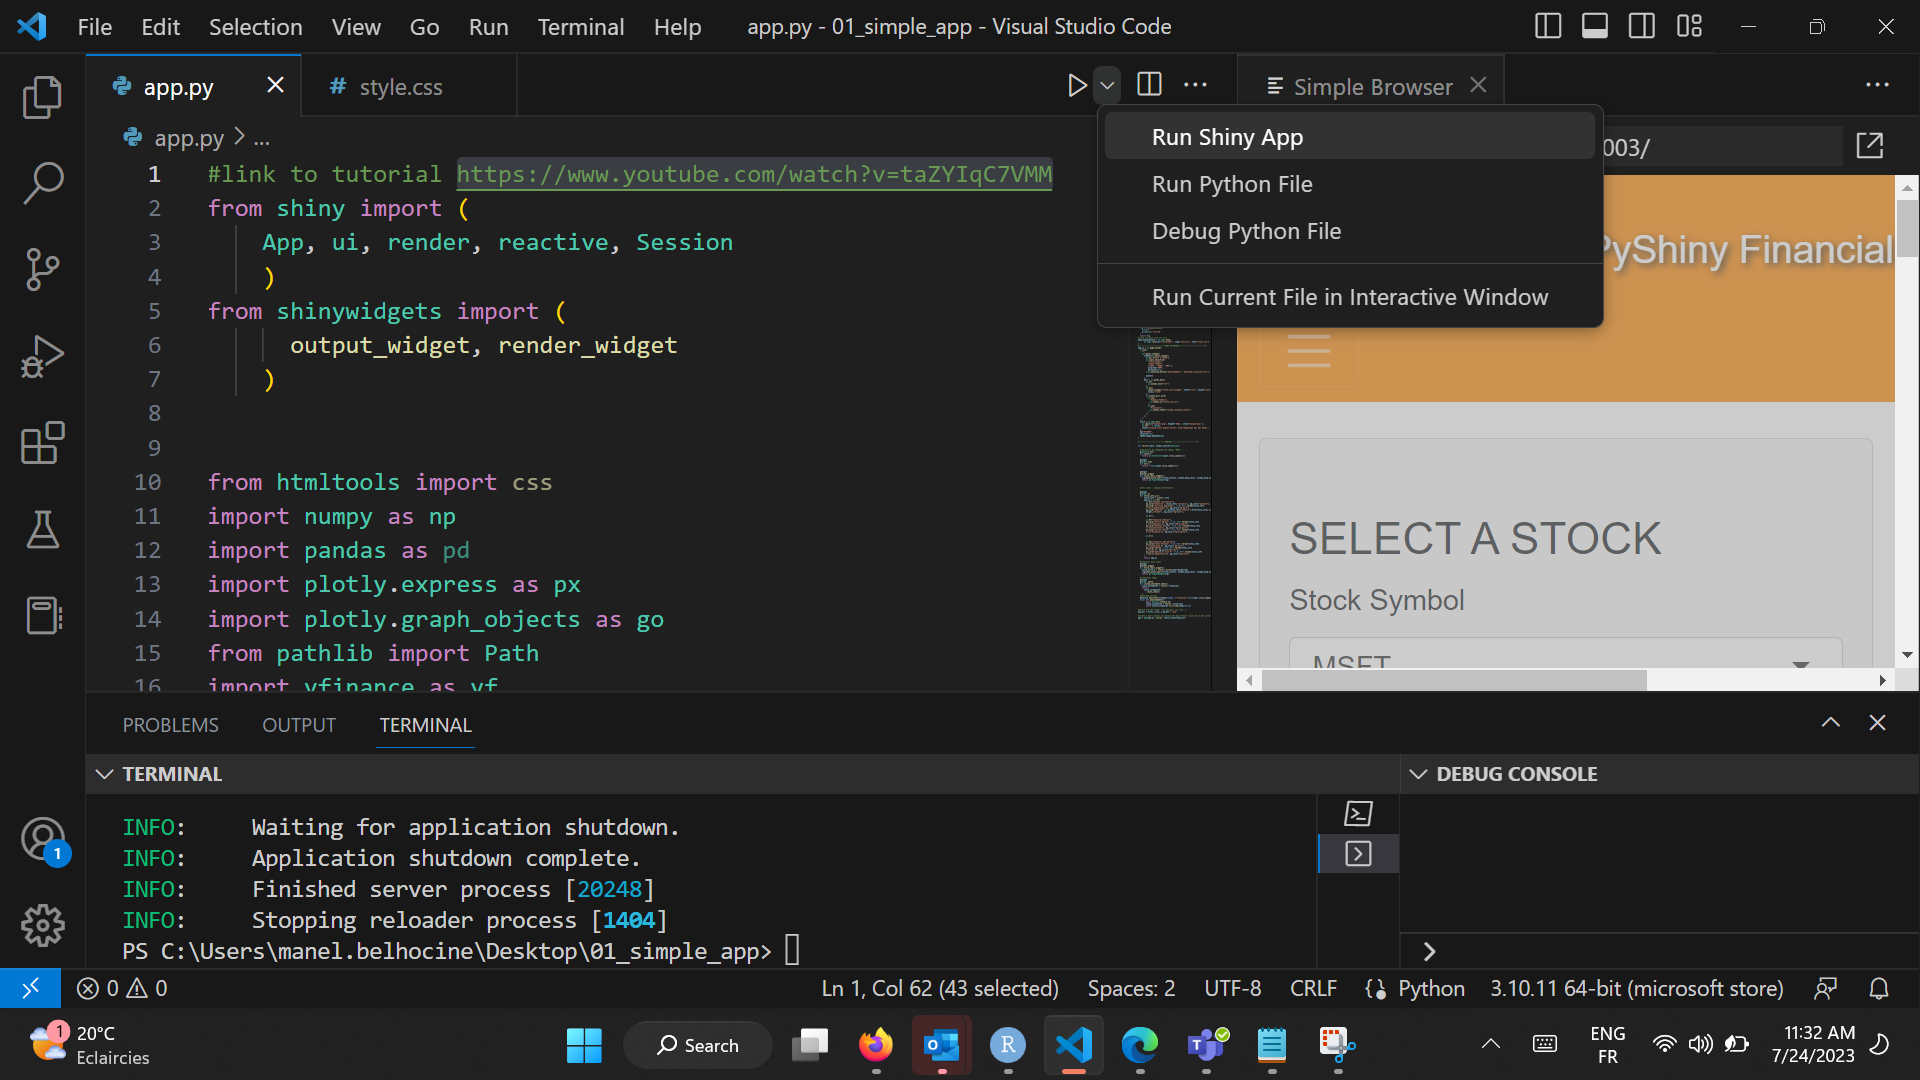 File Edit Selection View Go Run Terminal Help
app.py - 01_simple_app - Visual Studio Code
app.py
# style.css
Simple Browser
app.py > ...
Run Shiny App
Run Python File
Debug Python File
Run Current File in Interactive Window
003/
1 #link to tutorial https://www.youtube.com/watch?v=taZYIqC7VMM
2 from shiny import (
3 App, ui, render, reactive, Session
4 )
5 from shinywidgets import (
6 output_widget, render_widget
7 )
8
9
10 from htmltools import css
11 import numpy as np
12 import pandas as pd
13 import plotly.express as px
14 import plotly.graph_objects as go
15 from pathlib import Path
16 import yfinance as yf
PyShiny Financial
SELECT A STOCK
Stock Symbol
MSFT
PROBLEMS OUTPUT TERMINAL
TERMINAL
INFO: Waiting for application shutdown.
INFO: Application shutdown complete.
INFO: Finished server process [20248]
INFO: Stopping reloader process [1404]
PS C:\Users\manel.belhocine\Desktop\01_simple_app>
DEBUG CONSOLE
1
0 0
Ln 1, Col 62 (43 selected) Spaces: 2 UTF-8 CRLF Python 3.10.11 64-bit (microsoft store)
1
20°C
Eclaircies
Search
ENG
FR
11:32 AM
7/24/2023